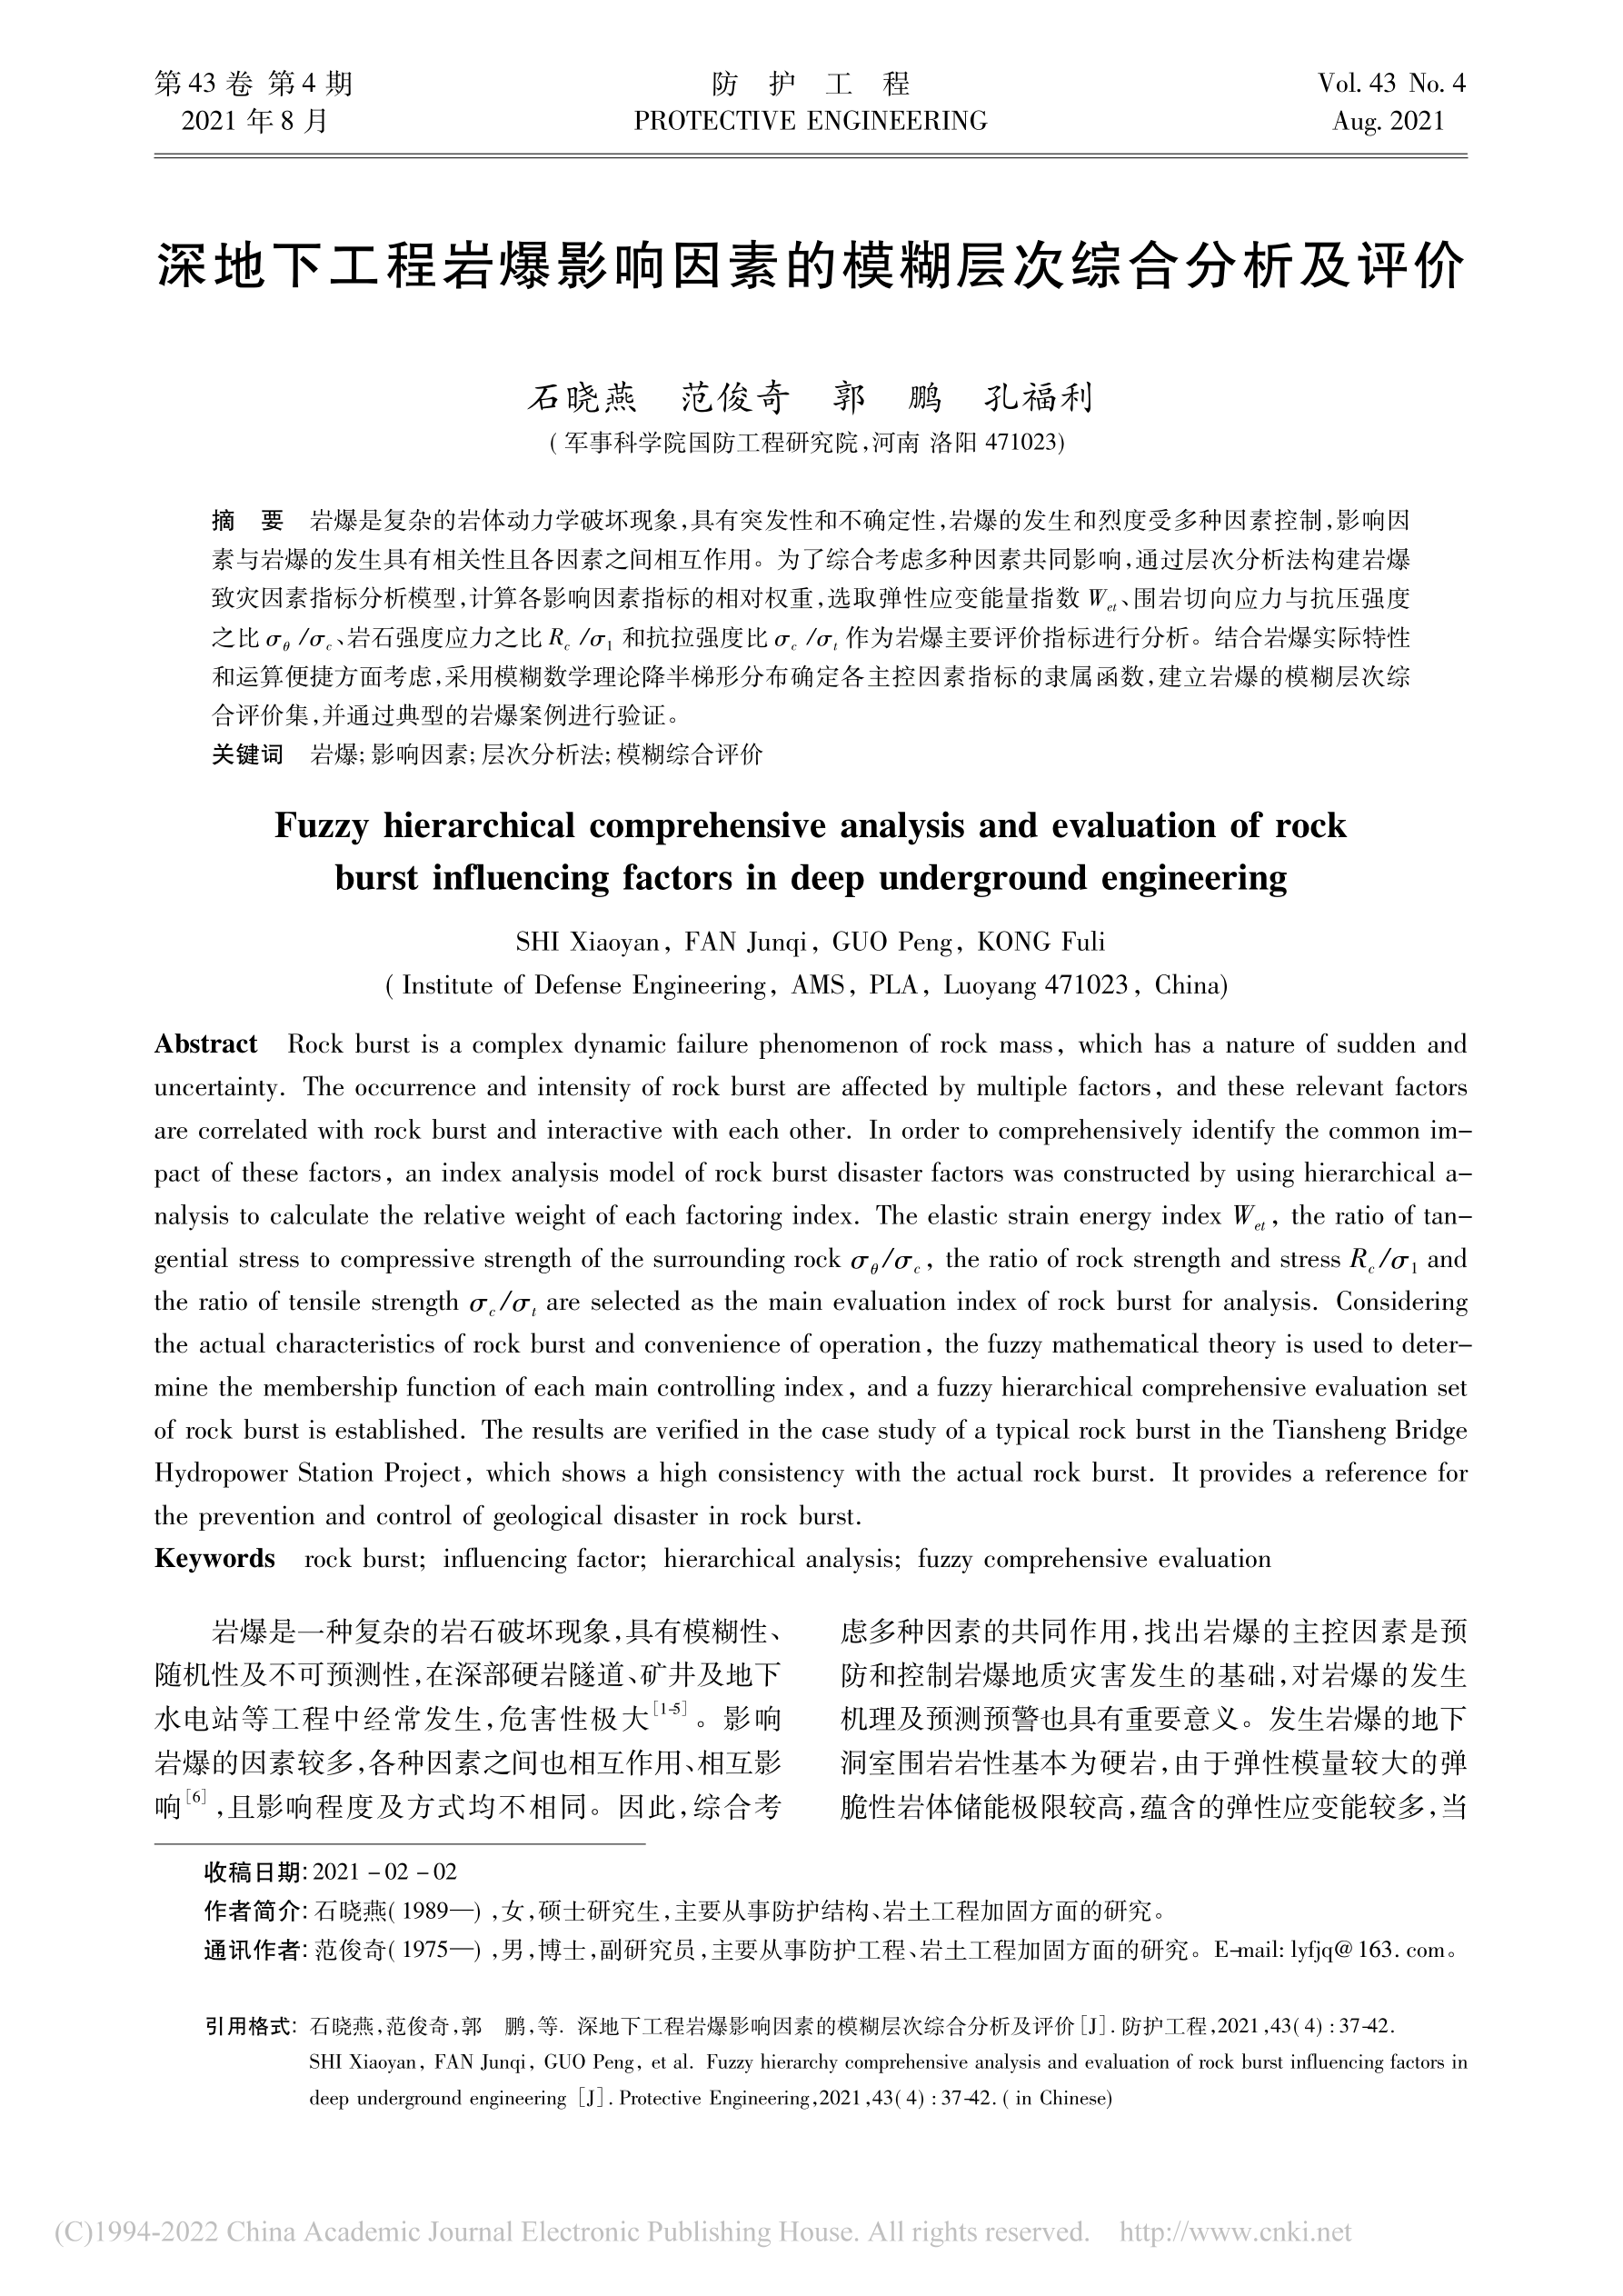 第 43 卷 第 4 期
2021 年 8 月
防 护 工 程
PROTECTIVE ENGINEERING
Vol. 43 No. 4
Aug. 2021
深地下工程岩爆影响因素的模糊层次综合分析及评价
石晓燕 范俊奇 郭 鹏 孔福利
( 军事科学院国防工程研究院,河南 洛阳 471023)
摘 要 岩爆是复杂的岩体动力学破坏现象,具有突发性和不确定性,岩爆的发生和烈度受多种因素控制,影响因
素与岩爆的发生具有相关性且各因素之间相互作用。为了综合考虑多种因素共同影响,通过层次分析法构建岩爆
致灾因素指标分析模型,计算各影响因素指标的相对权重,选取弹性应变能量指数 Wet、围岩切向应力与抗压强度
之比 σθ /σc、岩石强度应力之比 Rc /σ1 和抗拉强度比 σc /σt 作为岩爆主要评价指标进行分析。结合岩爆实际特性
和运算便捷方面考虑,采用模糊数学理论降半梯形分布确定各主控因素指标的隶属函数,建立岩爆的模糊层次综
合评价集,并通过典型的岩爆案例进行验证。
关键词 岩爆; 影响因素; 层次分析法; 模糊综合评价
Fuzzy hierarchical comprehensive analysis and evaluation of rock
burst influencing factors in deep underground engineering
SHI Xiaoyan, FAN Junqi, GUO Peng, KONG Fuli
( Institute of Defense Engineering, AMS, PLA, Luoyang 471023, China)
Abstract Rock burst is a complex dynamic failure phenomenon of rock mass, which has a nature of sudden and
uncertainty. The occurrence and intensity of rock burst are affected by multiple factors, and these relevant factors
are correlated with rock burst and interactive with each other. In order to comprehensively identify the common im-
pact of these factors, an index analysis model of rock burst disaster factors was constructed by using hierarchical a-
nalysis to calculate the relative weight of each factoring index. The elastic strain energy index Wet, the ratio of tan-
gential stress to compressive strength of the surrounding rock σθ/σc, the ratio of rock strength and stress Rc/σ1 and
the ratio of tensile strength σc/σt are selected as the main evaluation index of rock burst for analysis. Considering
the actual characteristics of rock burst and convenience of operation, the fuzzy mathematical theory is used to deter-
mine the membership function of each main controlling index, and a fuzzy hierarchical comprehensive evaluation set
of rock burst is established. The results are verified in the case study of a typical rock burst in the Tiansheng Bridge
Hydropower Station Project, which shows a high consistency with the actual rock burst. It provides a reference for
the prevention and control of geological disaster in rock burst.
Keywords rock burst; influencing factor; hierarchical analysis; fuzzy comprehensive evaluation
岩爆是一种复杂的岩石破坏现象,具有模糊性、
随机性及不可预测性,在深部硬岩隧道、矿井及地下
水电站等工程中经常发生,危害性极大[1-5]。影响
岩爆的因素较多,各种因素之间也相互作用、相互影
响[6],且影响程度及方式均不相同。因此,综合考
虑多种因素的共同作用,找出岩爆的主控因素是预
防和控制岩爆地质灾害发生的基础,对岩爆的发生
机理及预测预警也具有重要意义。发生岩爆的地下
洞室围岩岩性基本为硬岩,由于弹性模量较大的弹
脆性岩体储能极限较高,蕴含的弹性应变能较多,当
收稿日期: 2021 - 02 - 02
作者简介: 石晓燕( 1989—) ,女,硕士研究生,主要从事防护结构、岩土工程加固方面的研究。
通讯作者: 范俊奇( 1975—) ,男,博士,副研究员,主要从事防护工程、岩土工程加固方面的研究。E-mail: lyfjq@ 163. com。
引用格式: 石晓燕,范俊奇,郭 鹏,等. 深地下工程岩爆影响因素的模糊层次综合分析及评价[J]. 防护工程,2021,43( 4) : 37-42.
SHI Xiaoyan, FAN Junqi, GUO Peng, et al. Fuzzy hierarchy comprehensive analysis and evaluation of rock burst influencing factors in
deep underground engineering [J]. Protective Engineering,2021,43( 4) : 37-42. ( in Chinese)
(C)1994-2022 China Academic Journal Electronic Publishing House. All rights reserved. http://www.cnki.net